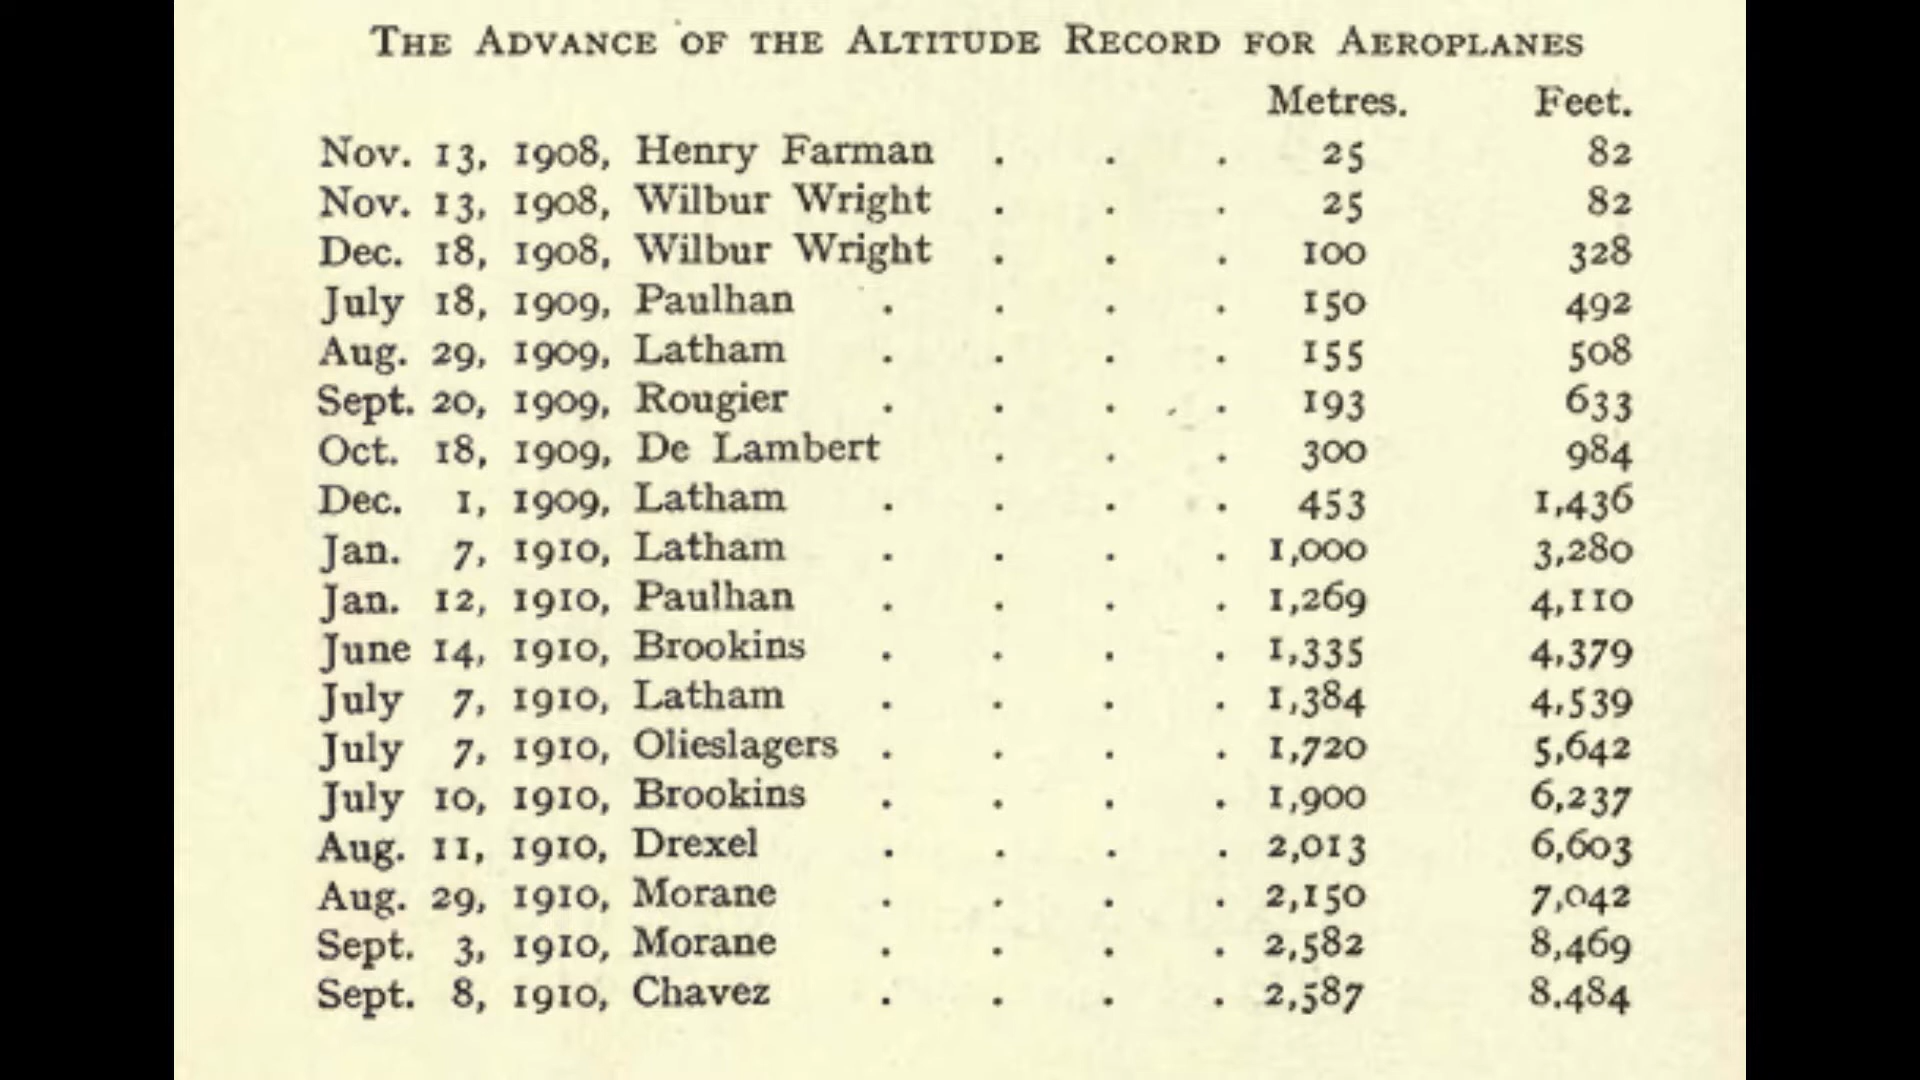 The Advance of the Altitude Record for Aeroplanes
Metres. Feet.
Nov. 13, 1908, Henry Farman . . . 25 82
Nov. 13, 1908, Wilbur Wright . . . 25 82
Dec. 18, 1908, Wilbur Wright . . . 100 328
July 18, 1909, Paulhan . . . . 150 492
Aug. 29, 1909, Latham . . . . 155 508
Sept. 20, 1909, Rougier . . . . 193 633
Oct. 18, 1909, De Lambert . . . 300 984
Dec. 1, 1909, Latham . . . . 453 1,436
Jan. 7, 1910, Latham . . . . 1,000 3,280
Jan. 12, 1910, Paulhan . . . . 1,269 4,110
June 14, 1910, Brookins . . . . 1,335 4,379
July 7, 1910, Latham . . . . 1,384 4,539
July 7, 1910, Olieslagers . . . . 1,720 5,642
July 10, 1910, Brookins . . . . 1,900 6,237
Aug. 11, 1910, Drexel . . . . 2,013 6,603
Aug. 29, 1910, Morane . . . . 2,150 7,042
Sept. 3, 1910, Morane . . . . 2,582 8,469
Sept. 8, 1910, Chavez . . . . 2,587 8.484